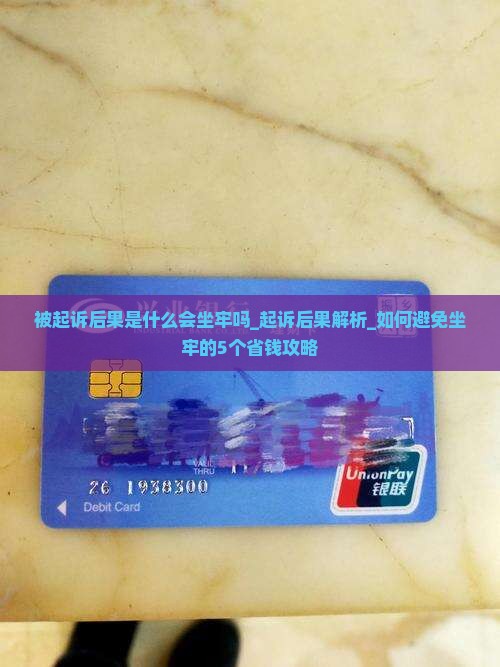 被起诉后果是什么会坐牢吗_起诉后果解析_如何避免坐
牢的5个省钱攻略
VALID
THRU
26 1938300
UnionPay
银联
Debit Card